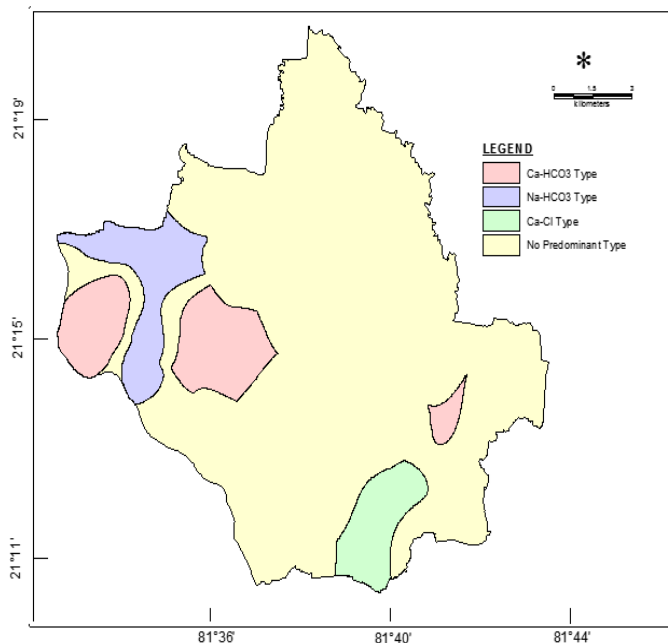 *
0 1.5 3
kilometers
LEGEND
Ca-HCO3 Type
Na-HCO3 Type
Ca-Cl Type
No Predominant Type
21°19'
21°15'
21°11'
81°36' 81°40' 81°44'